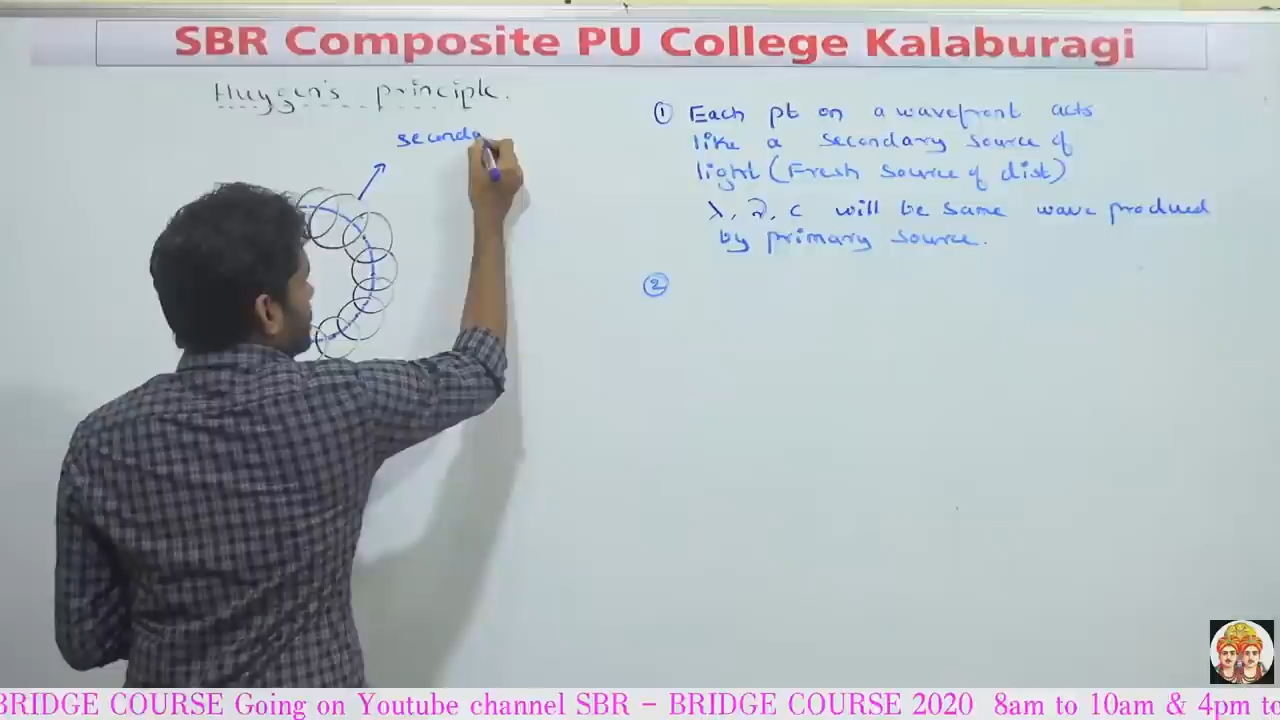 SBR Composite PU College Kalaburagi
Huygen's principle.
seconda
① Each pt on a wavefront acts
like a secondary source of
light (Fresh source of dist)
λ, ν, c will be same wave produced
by primary source.
②
BRIDGE COURSE Going on Youtube channel SBR - BRIDGE COURSE 2020 8am to 10am & 4pm to